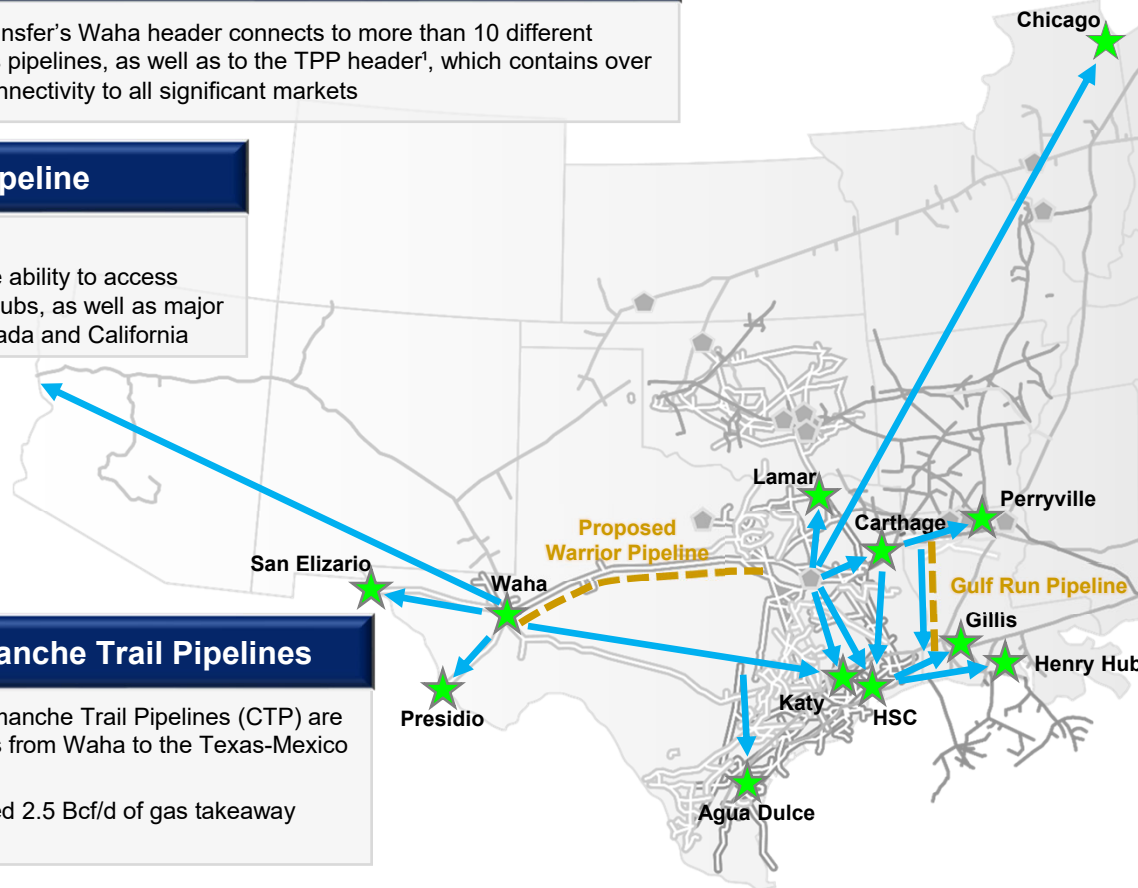 nsfer’s Waha header connects to more than 10 different
pipelines, as well as to the TPP header¹, which contains over
nnectivity to all significant markets
peline
ability to access
ubs, as well as major
ada and California
anche Trail Pipelines
manche Trail Pipelines (CTP) are
from Waha to the Texas-Mexico
ed 2.5 Bcf/d of gas takeaway
Chicago
Lamar
Perryville
Carthage
Proposed
Warrior Pipeline
San Elizario
Waha
Gulf Run Pipeline
Gillis
Henry Hub
Katy
HSC
Presidio
Agua Dulce